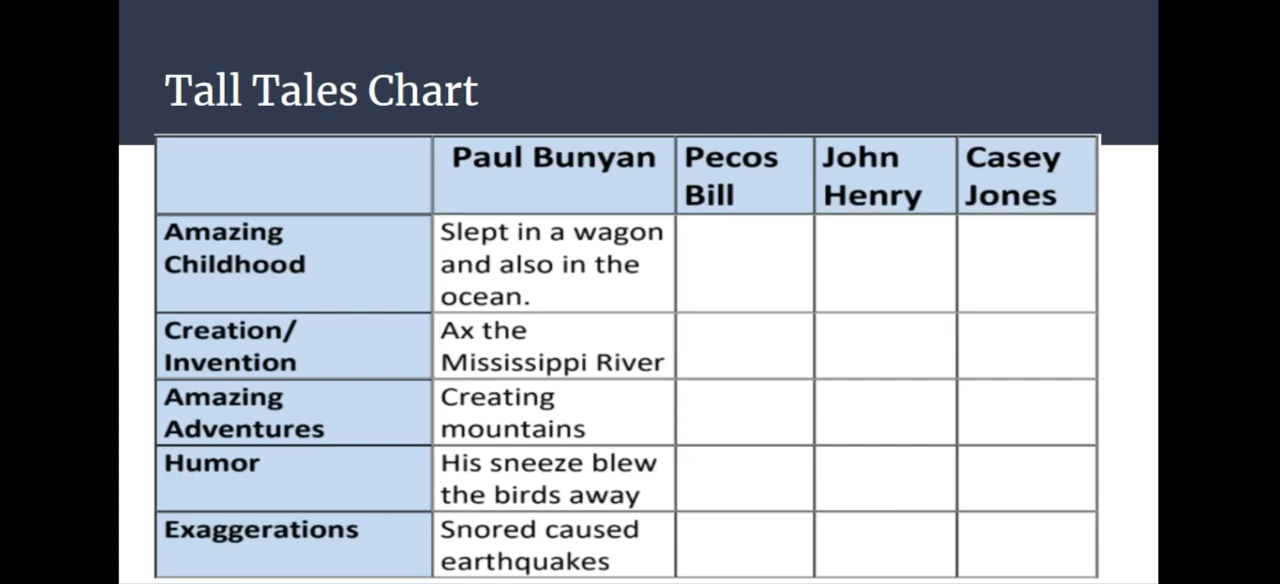 Tall Tales Chart
Paul Bunyan
Pecos
Bill
John
Henry
Casey
Jones
Amazing
Childhood
Slept in a wagon
and also in the
ocean.
Creation/
Invention
Ax the
Mississippi River
Amazing
Adventures
Creating
mountains
Humor
His sneeze blew
the birds away
Exaggerations
Snored caused
earthquakes